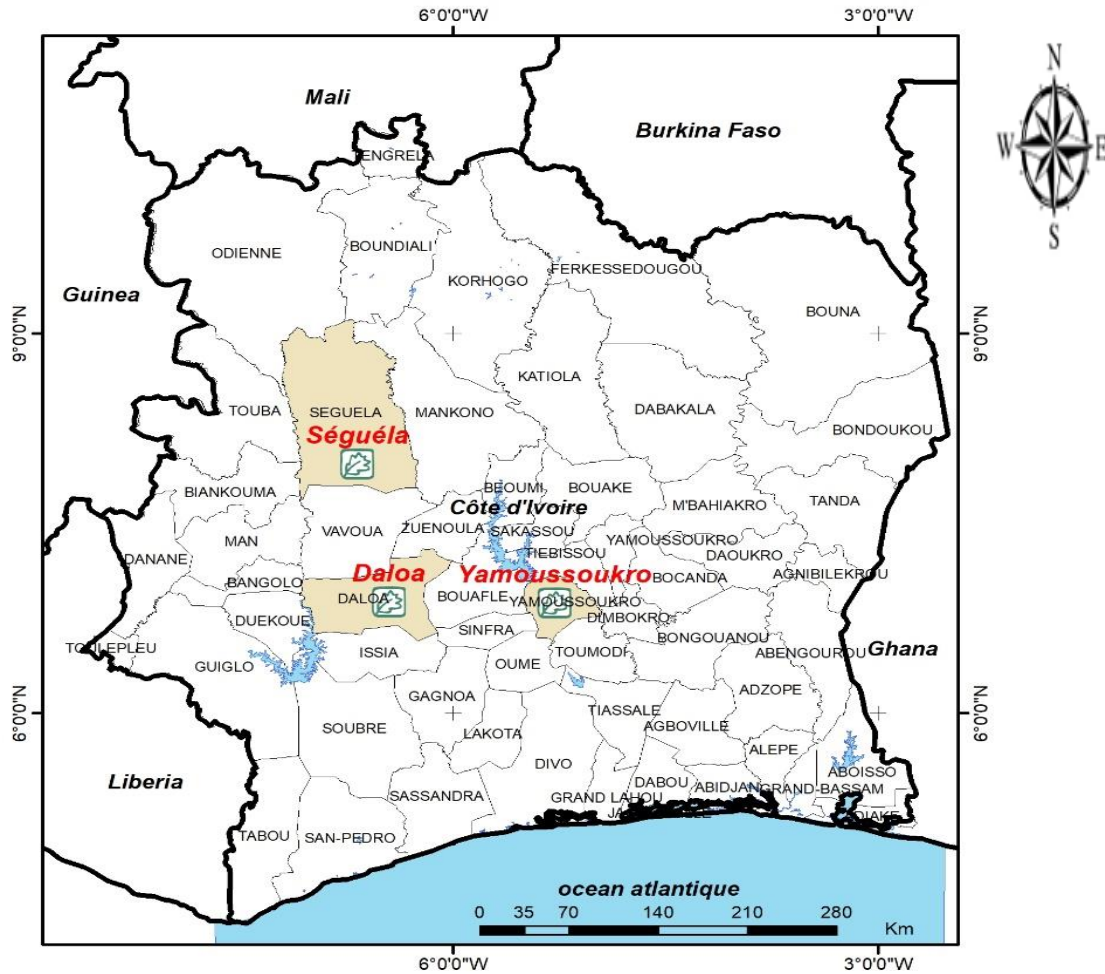 6°0'0"W
3°0'0"W
N
W
E
S
Mali
Burkina Faso
TENGRELA
ODIENNE
BOUNDIALI
KORHOGO
FERKESSEDOUGOU
Guinea
BOUNA
9°0'0"N
9°0'0"N
KATIOLA
TOUBA
SEGUELA
MANKONO
DABAKALA
BONDOUKOU
Séguéla
BIANKOUMA
BEOUMI
BOUAKE
TANDA
M'BAHIAKRO
Côte d'Ivoire
VAVOUA
ZUENOULA
SAKASSOU
MAN
YAMOUSSOUKRO
DANANE
TIEBISSOU
DAOUKRO
BANGOLO
Daloa
Yamoussoukro
BOCANDA
AGNIBILEKROU
DALOA
BOUAFLE
YAMOUSSOUKRO
DUEKOUE
DIMBOKRO
SINFRA
BONGOUANOU
TOULEPLEU
ISSIA
TOUMODI
ABENGOUROU
Ghana
GUIGLO
OUME
GAGNOA
ADZOPE
6°0'0"N
6°0'0"N
TIASSALE
SOUBRE
AGBOVILLE
LAKOTA
ALEPE
DIVO
Liberia
ABOISSO
DABOU
ABIDJAN
GRAND-BASSAM
SASSANDRA
GRAND LAHOU
TABOU
SAN-PEDRO
ocean atlantique
0 35 70 140 210 280
Km
6°0'0"W
3°0'0"W